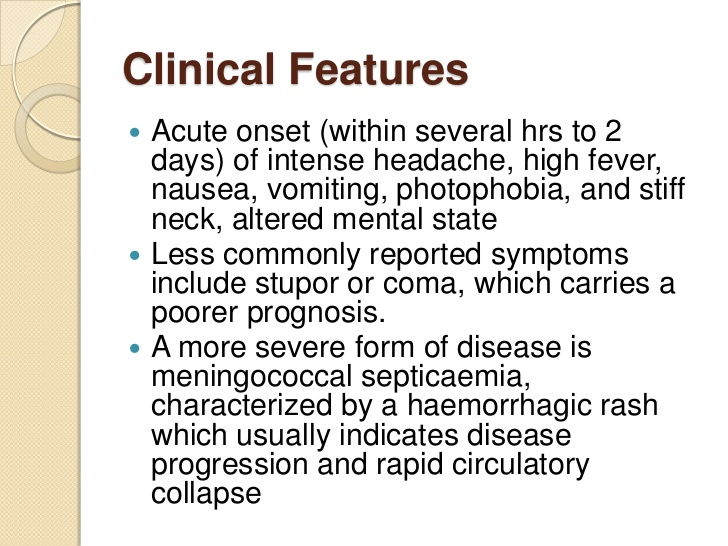 Clinical Features
• Acute onset (within several hrs to 2
days) of intense headache, high fever,
nausea, vomiting, photophobia, and stiff
neck, altered mental state
• Less commonly reported symptoms
include stupor or coma, which carries a
poorer prognosis.
• A more severe form of disease is
meningococcal septicaemia,
characterized by a haemorrhagic rash
which usually indicates disease
progression and rapid circulatory
collapse